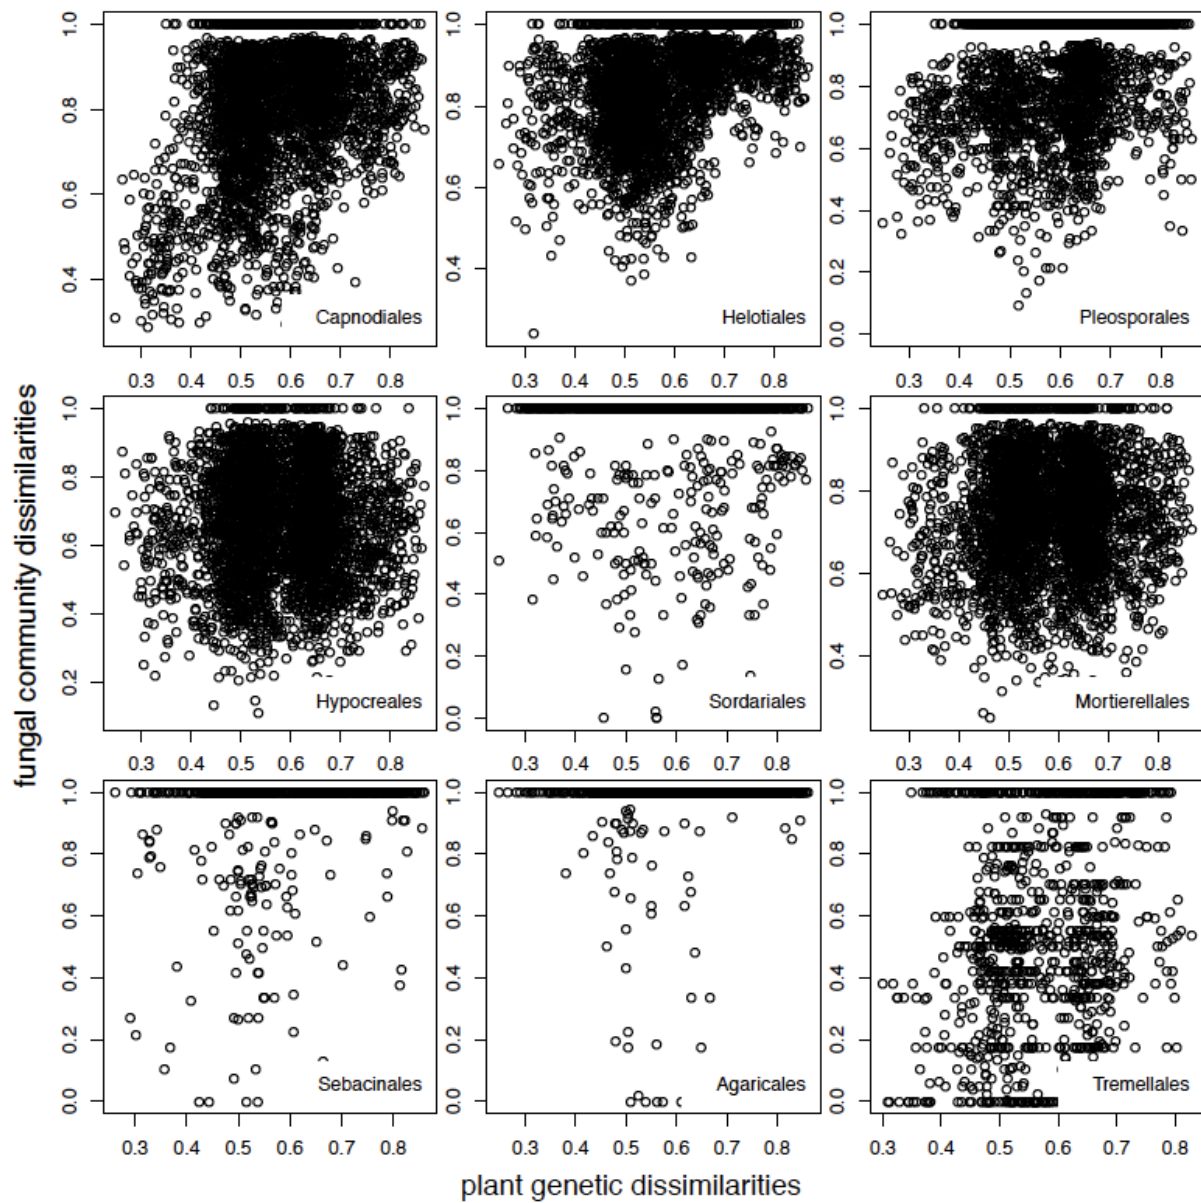 1.0 0.8 0.6 0.4
Capnodiales
0.3 0.4 0.5 0.6 0.7 0.8
1.0 0.8 0.6 0.4
Helotiales
0.3 0.4 0.5 0.6 0.7 0.8
1.0 0.8 0.6 0.4 0.2 0.0
Pleosporales
0.3 0.4 0.5 0.6 0.7 0.8
fungal community dissimilarities
1.0 0.8 0.6 0.4 0.2
Hypocreales
0.3 0.4 0.5 0.6 0.7 0.8
1.0 0.8 0.6 0.4 0.2 0.0
Sordariales
0.3 0.4 0.5 0.6 0.7 0.8
1.0 0.8 0.6 0.4
Mortierellales
0.3 0.4 0.5 0.6 0.7 0.8
1.0 0.8 0.6 0.4 0.2 0.0
Sebacinales
0.3 0.4 0.5 0.6 0.7 0.8
1.0 0.8 0.6 0.4 0.2 0.0
Agaricales
0.3 0.4 0.5 0.6 0.7 0.8
1.0 0.8 0.6 0.4 0.2 0.0
Tremellales
0.3 0.4 0.5 0.6 0.7 0.8
plant genetic dissimilarities